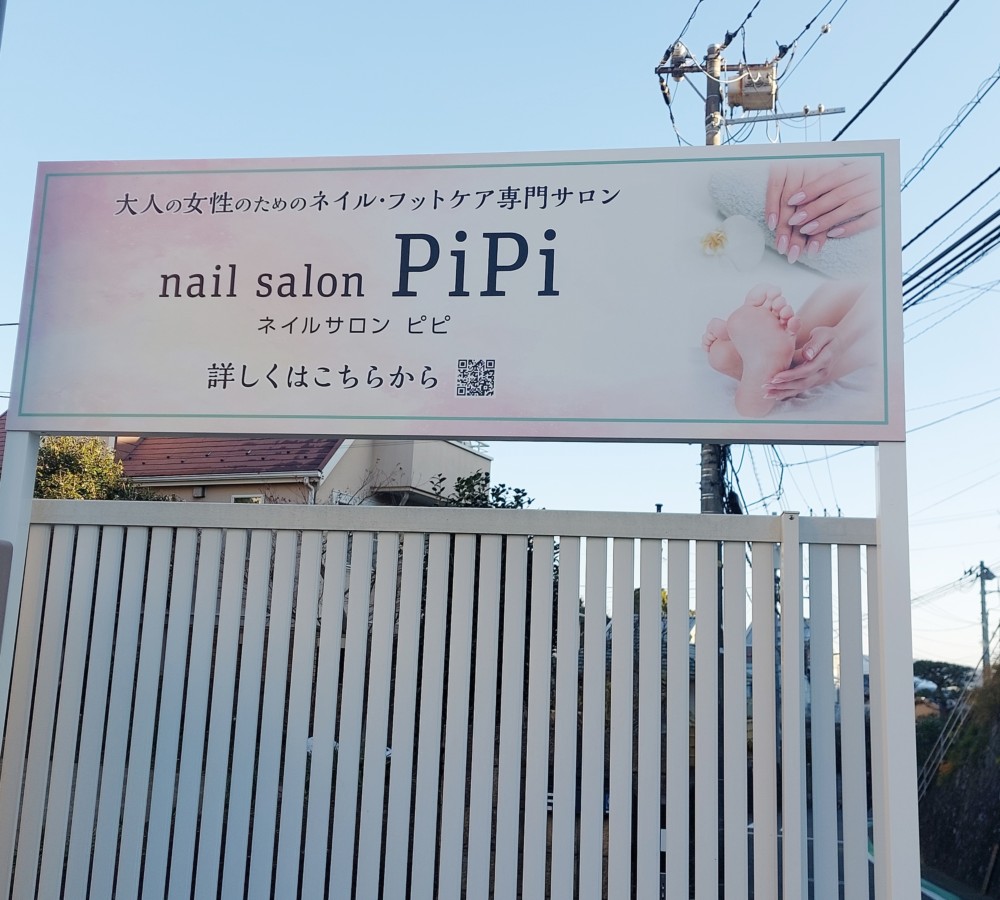 大人の女性のためのネイル・フットケア専門サロン
nail salon PiPi
ネイルサロン ピピ
詳しくはこちらから